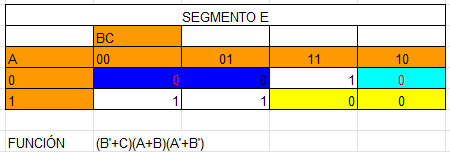 SEGMENTO E
BC
A 00 01 11 10
0 0 0 1 0
1 1 1 0 0
FUNCIÓN (B'+C)(A+B)(A'+B')